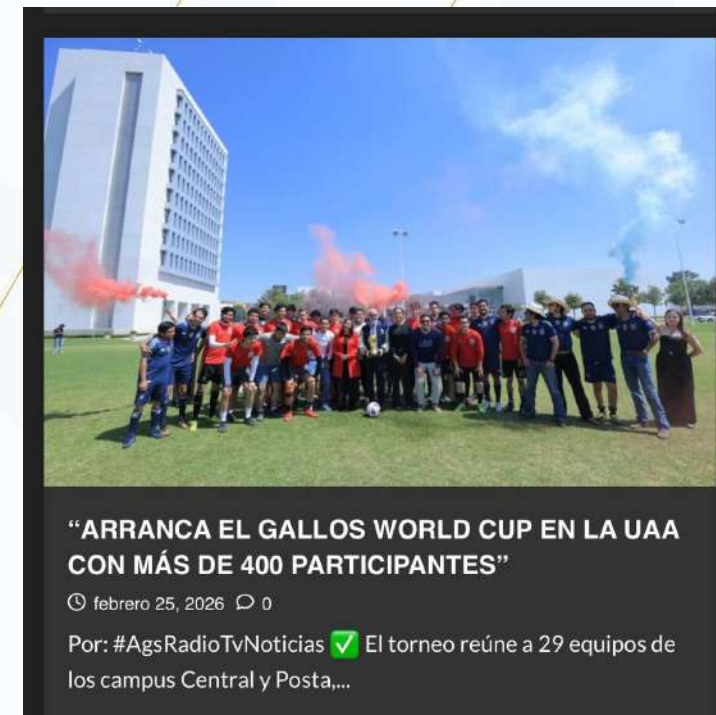 “ARRANCA EL GALLOS WORLD CUP EN LA UAA
CON MÁS DE 400 PARTICIPANTES”
febrero 25, 2026 0
Por: #AgsRadioTvNoticias ✅ El torneo reúne a 29 equipos de
los campus Central y Posta,...